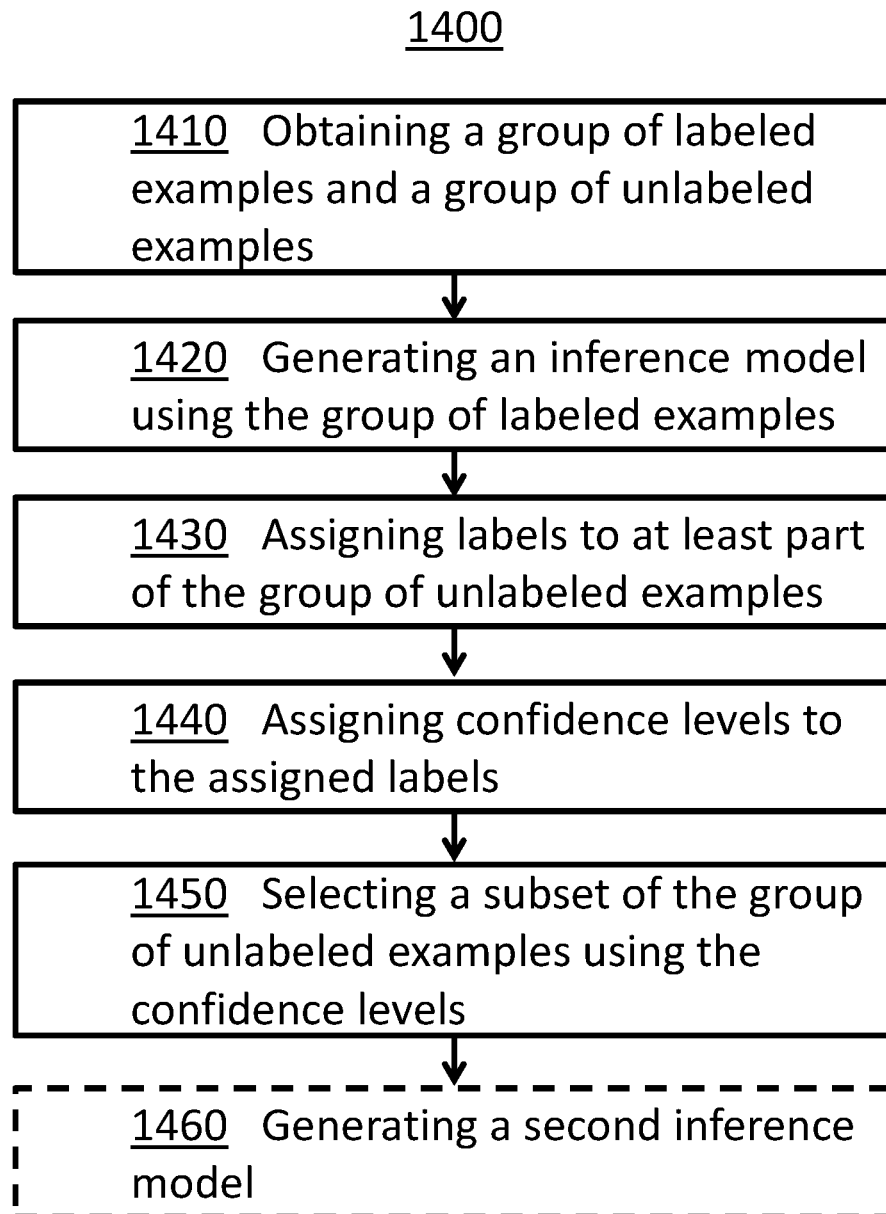 1400
1410 Obtaining a group of labeled
examples and a group of unlabeled
examples
1420 Generating an inference model
using the group of labeled examples
1430 Assigning labels to at least part
of the group of unlabeled examples
1440 Assigning confidence levels to
the assigned labels
1450 Selecting a subset of the group
of unlabeled examples using the
confidence levels
1460 Generating a second inference
model